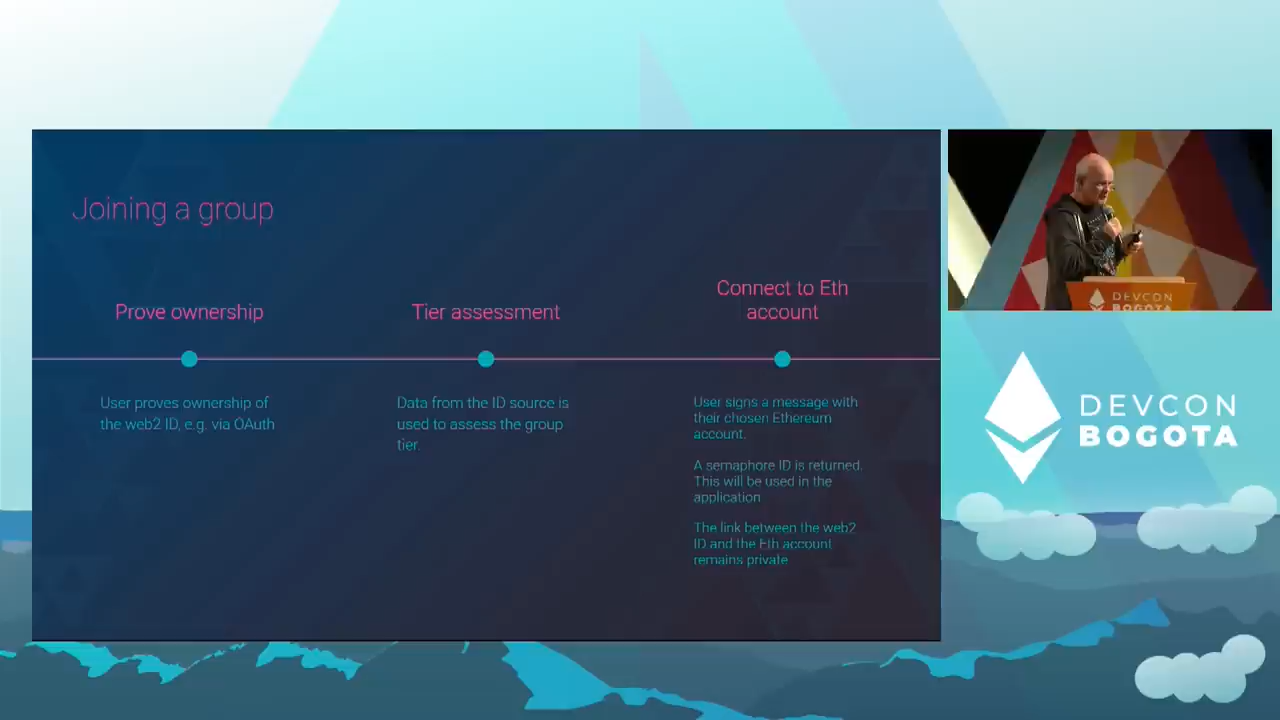 Joining a group
Prove ownership
User proves ownership of
the web2 ID, e.g. via OAuth
Tier assessment
Data from the ID source is
used to assess the group
tier.
Connect to Eth
account
User signs a message with
their chosen Ethereum
account.
A semaphore ID is returned.
This will be used in the
application
The link between the web2
ID and the Eth account
remains private
DEVCON
BOGOTA
DEVCON
BOGOTA